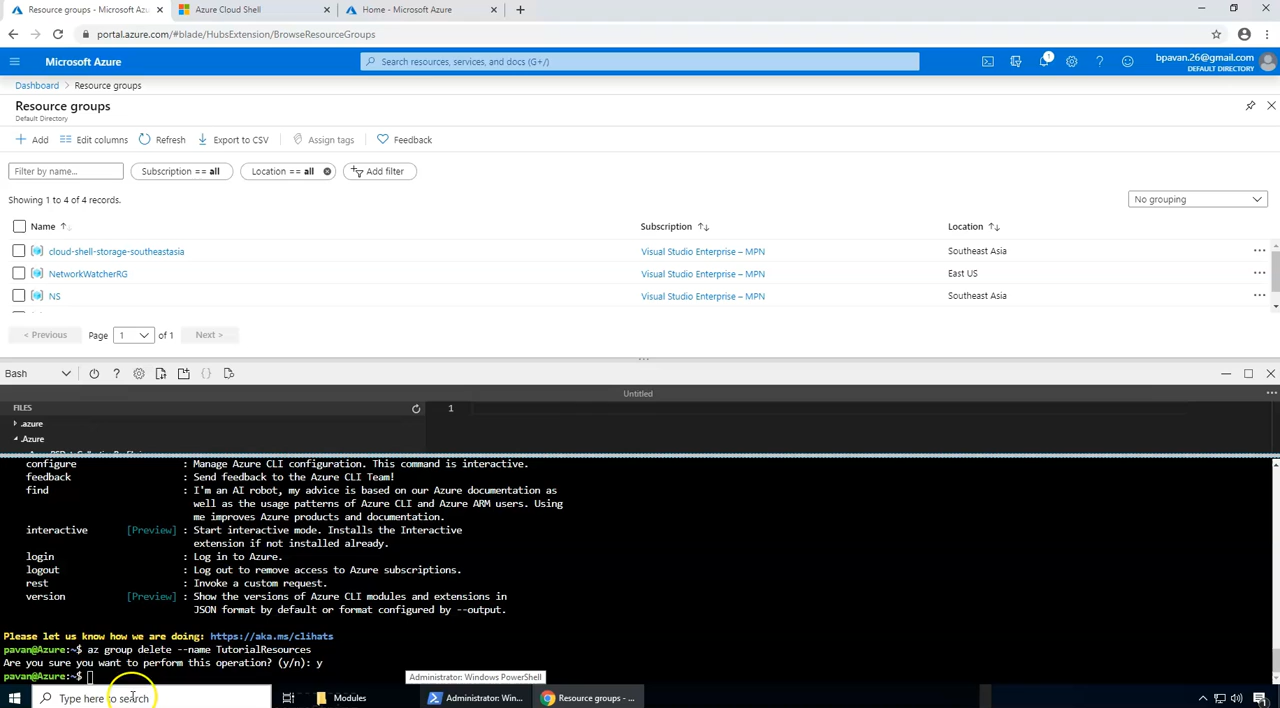 Resource groups - Microsoft Azu
Azure Cloud Shell
Home - Microsoft Azure
portal.azure.com/#blade/HubsExtension/BrowseResourceGroups
Microsoft Azure
Search resources, services, and docs (G+/)
1
bpavan.26@gmail.com
DEFAULT DIRECTORY
Dashboard > Resource groups
Resource groups
Default Directory
Add Edit columns Refresh Export to CSV Assign tags Feedback
Filter by name... Subscription == all Location == all Add filter
Showing 1 to 4 of 4 records.
No grouping
Name Subscription Location
cloud-shell-storage-southeastasia Visual Studio Enterprise – MPN Southeast Asia
NetworkWatcherRG Visual Studio Enterprise – MPN East US
NS Visual Studio Enterprise – MPN Southeast Asia
< Previous Page 1 of 1 Next >
Bash
Untitled
FILES
1
.azure
.Azure
configure : Manage Azure CLI configuration. This command is interactive.
feedback : Send feedback to the Azure CLI Team!
find : I'm an AI robot, my advice is based on our Azure documentation as
well as the usage patterns of Azure CLI and Azure ARM users. Using
me improves Azure products and documentation.
interactive [Preview] : Start interactive mode. Installs the Interactive
extension if not installed already.
login : Log in to Azure.
logout : Log out to remove access to Azure subscriptions.
rest : Invoke a custom request.
version [Preview] : Show the versions of Azure CLI modules and extensions in
JSON format by default or format configured by --output.
Please let us know how we are doing: https://aka.ms/clihats
pavan@Azure:~$ az group delete --name TutorialResources
Are you sure you want to perform this operation? (y/n): y
pavan@Azure:~$
Administrator: Windows PowerShell
Type here to search
Modules
Administrator: Win...
Resource groups - ...
1